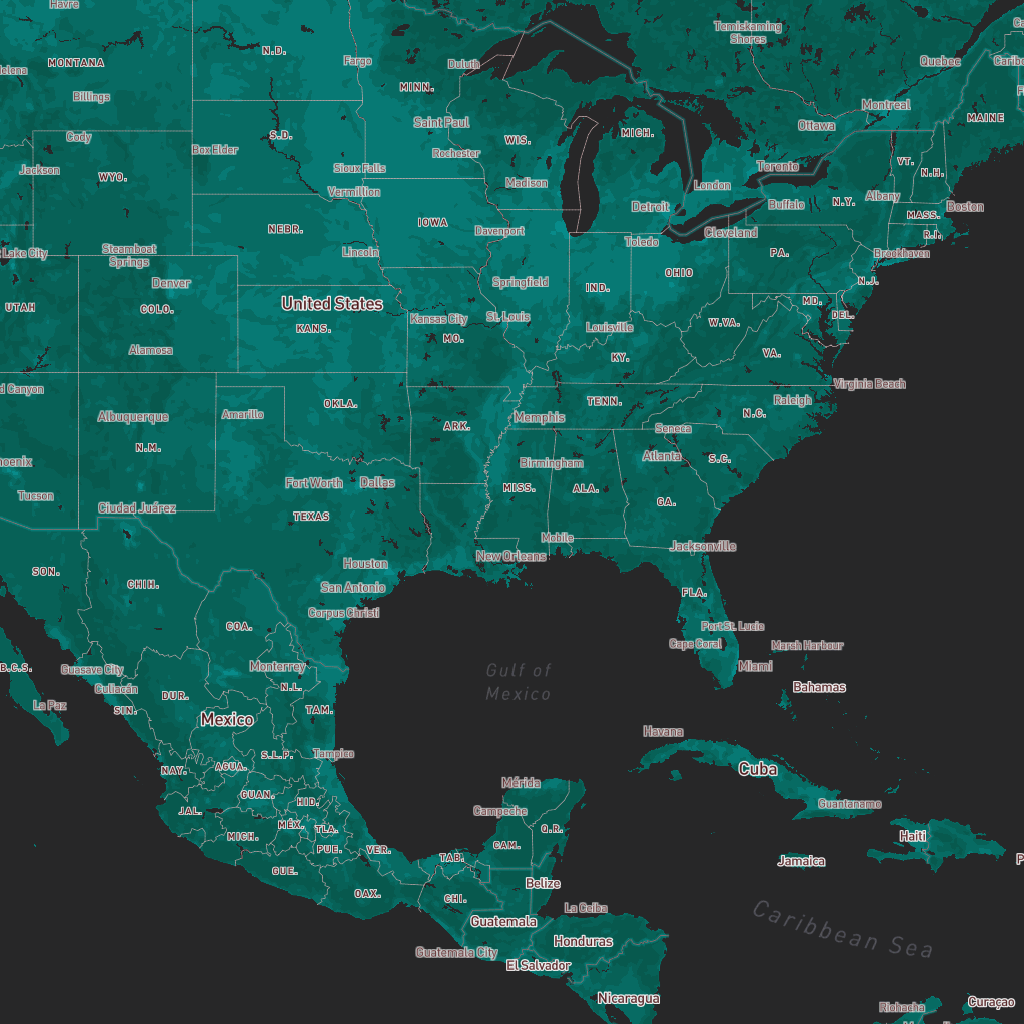 Havre
N.D.
Temiskaming
Shores
Fargo
Duluth
Quebec
MONTANA
MINN.
Billings
Montreal
MAINE
Saint Paul
Ottawa
Cody
S.D.
WIS.
MICH.
Box Elder
Rochester
VT.
Jackson
WYO.
Sioux Falls
Toronto
N.H.
Vermillion
Madison
London
Albany
N.Y.
Detroit
Buffalo
Boston
MASS.
IOWA
NEBR.
Davenport
Cleveland
R.I.
Toledo
Lake City
Steamboat
Springs
Lincoln
PA.
Brookhaven
OHIO
Denver
Springfield
IND.
N.J.
United States
MD.
UTAH
COLO.
Kansas City
St. Louis
DEL.
KANS.
MO.
Louisville
W.VA.
Alamosa
KY.
VA.
Canyon
Virginia Beach
OKLA.
TENN.
Raleigh
Albuquerque
Amarillo
Memphis
N.C.
N.M.
ARK.
Seneca
Birmingham
Atlanta
S.C.
Fort Worth
Dallas
MISS.
ALA.
Tucson
GA.
Ciudad Juárez
TEXAS
Mobile
Jacksonville
New Orleans
Houston
SON.
CHIH.
San Antonio
FLA.
Corpus Christi
COA.
Port St. Lucie
Cape Coral
Marsh Harbour
B.C.S.
Guasave City
Monterrey
Gulf of
Mexico
Miami
Culiacán
N.L.
Bahamas
DUR.
La Paz
SIN.
TAM.
Mexico
Havana
S.L.P.
Tampico
NAY.
AGUA.
Cuba
Mérida
GUAN.
HID.
Guantanamo
JAL.
Campeche
MÉX.
TLA.
Q.R.
MICH.
Haiti
PUE.
VER.
CAM.
TAB.
Jamaica
GUE.
Belize
OAX.
CHI.
La Ceiba
Guatemala
Caribbean Sea
Honduras
Guatemala City
El Salvador
Nicaragua
Curaçao
Riohacha